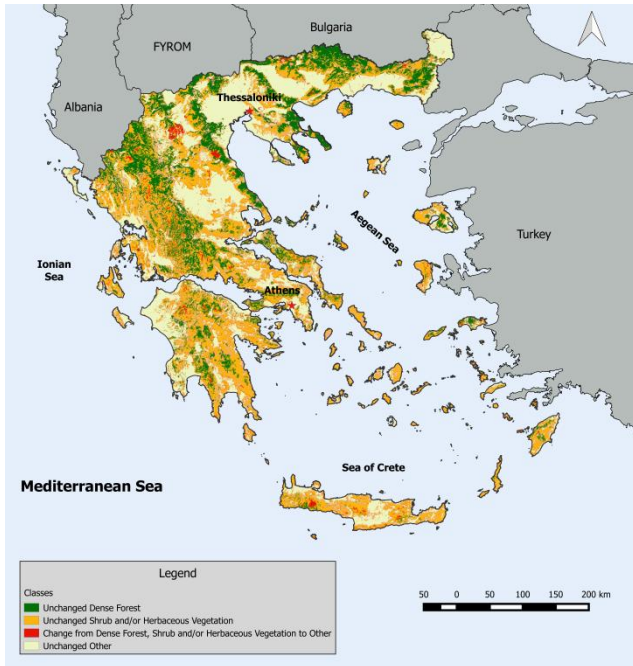 Bulgaria
FYROM
Albania
Thessaloniki
Aegean Sea
Turkey
Ionian
Sea
Athens
Sea of Crete
Mediterranean Sea
Legend
Classes
Unchanged Dense Forest
Unchanged Shrub and/or Herbaceous Vegetation
Change from Dense Forest, Shrub and/or Herbaceous Vegetation to Other
Unchanged Other
50 0 50 100 150 200 km